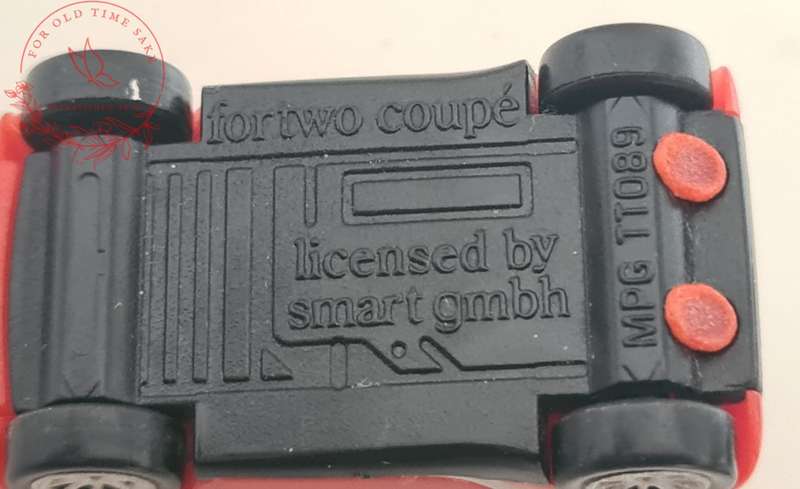 FOR OLD TIME SAKE
fortwo coupé
licensed by
smart gmbh
MPG TT089